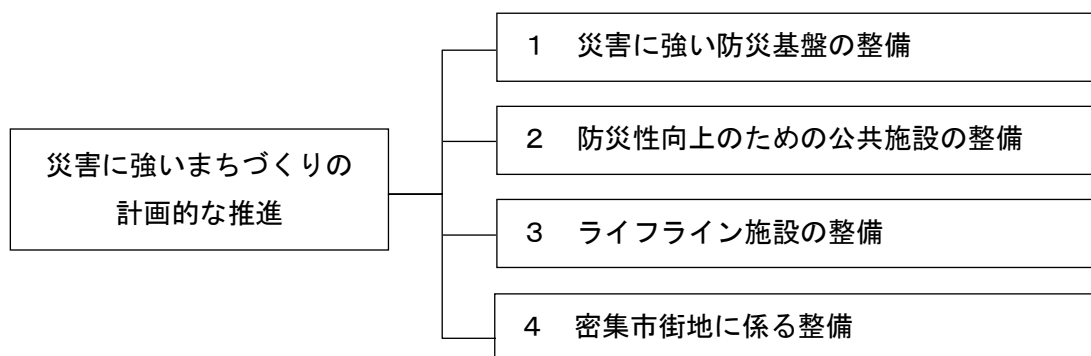 災害に強いまちづくりの
計画的な推進
1 災害に強い防災基盤の整備
2 防災性向上のための公共施設の整備
3 ライフライン施設の整備
4 密集市街地に係る整備